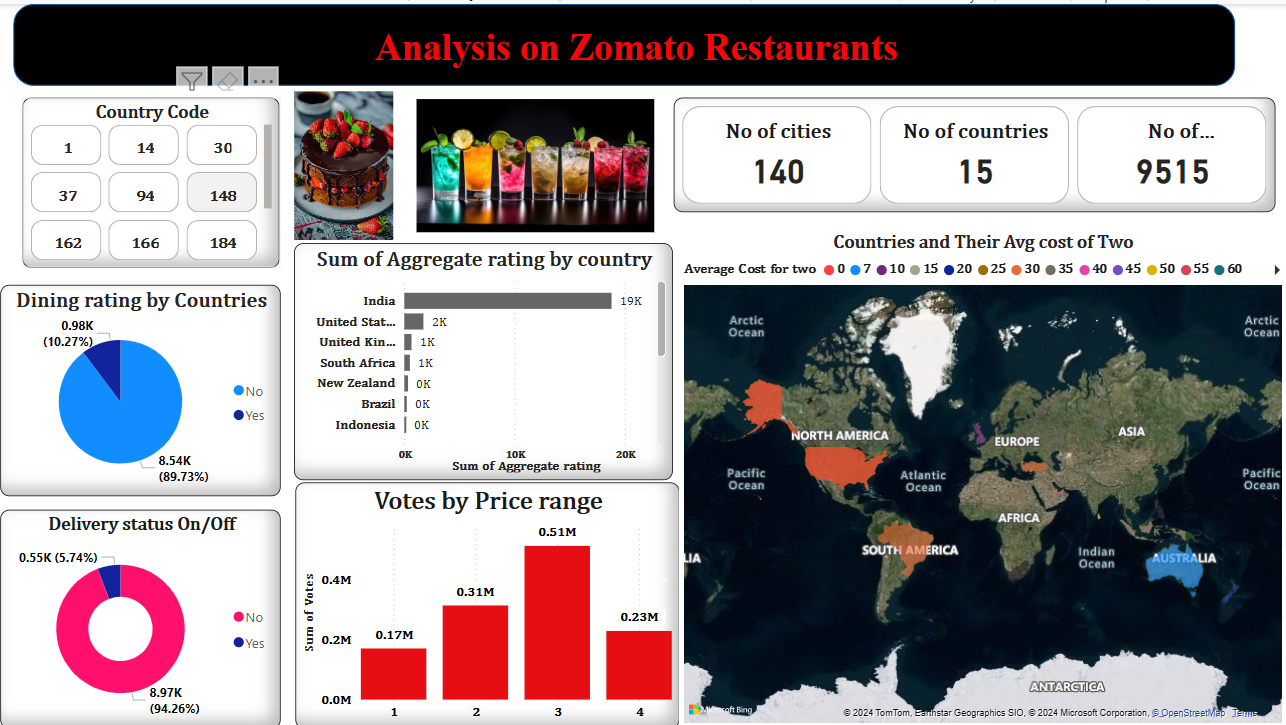 Analysis on Zomato Restaurants
Country Code
1
14
30
37
94
148
162
166
184
No of cities
140
No of countries
15
No of...
9515
Dining rating by Countries
0.98K
(10.27%)
8.54K
(89.73%)
No
Yes
Delivery status On/Off
0.55K (5.74%)
8.97K
(94.26%)
No
Yes
Sum of Aggregate rating by country
India
19K
United Stat...
2K
United Kin...
1K
South Africa
1K
New Zealand
0K
Brazil
0K
Indonesia
0K
0K
10K
20K
Sum of Aggregate rating
Votes by Price range
Sum of Votes
0.4M
0.2M
0.0M
0.17M
0.31M
0.51M
0.23M
1
2
3
4
Countries and Their Avg cost of Two
Average Cost for two 0 7 10 15 20 25 30 35 40 45 50 55 60
Arctic
Ocean
Arctic
Ocean
NORTH AMERICA
EUROPE
ASIA
Pacific
Ocean
Atlantic
Ocean
Pacific
Ocean
AFRICA
SOUTH AMERICA
LIA
Indian
Ocean
AUSTRALIA
ANTARCTICA
Microsoft Bing
© 2024 TomTom, Earthstar Geographics SIO, © 2024 Microsoft Corporation, © OpenStreetMap Terms